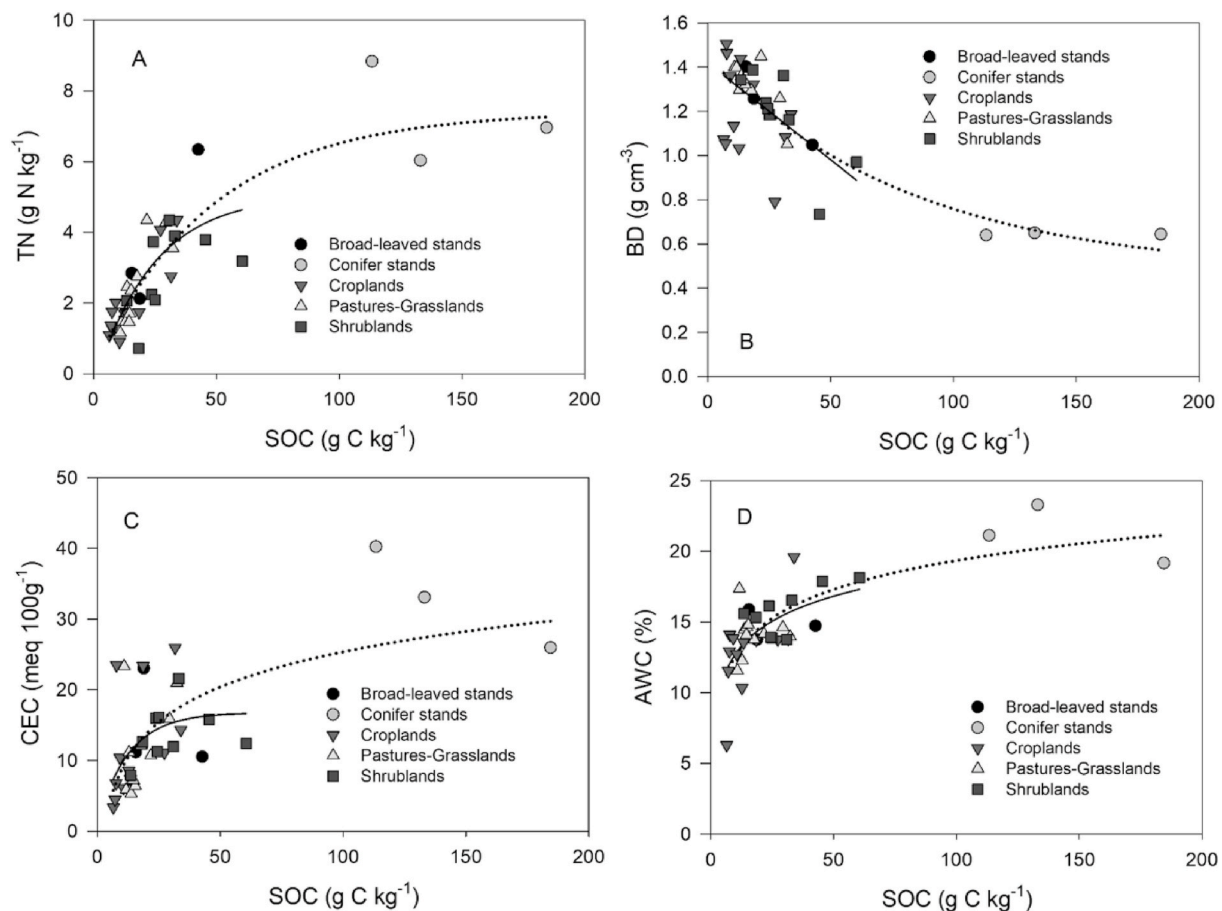 A
TN (g N kg⁻¹)
10
8
6
4
2
0
Broad-leaved stands
Conifer stands
Croplands
Pastures-Grasslands
Shrublands
0 50 100 150 200
SOC (g C kg⁻¹)
B
BD (g cm⁻³)
1.6
1.4
1.2
1.0
0.8
0.6
0.4
0.2
0.0
Broad-leaved stands
Conifer stands
Croplands
Pastures-Grasslands
Shrublands
0 50 100 150 200
SOC (g C kg⁻¹)
C
CEC (meq 100g⁻¹)
50
40
30
20
10
0
Broad-leaved stands
Conifer stands
Croplands
Pastures-Grasslands
Shrublands
0 50 100 150 200
SOC (g C kg⁻¹)
D
AWC (%)
25
20
15
10
5
0
Broad-leaved stands
Conifer stands
Croplands
Pastures-Grasslands
Shrublands
0 50 100 150 200
SOC (g C kg⁻¹)